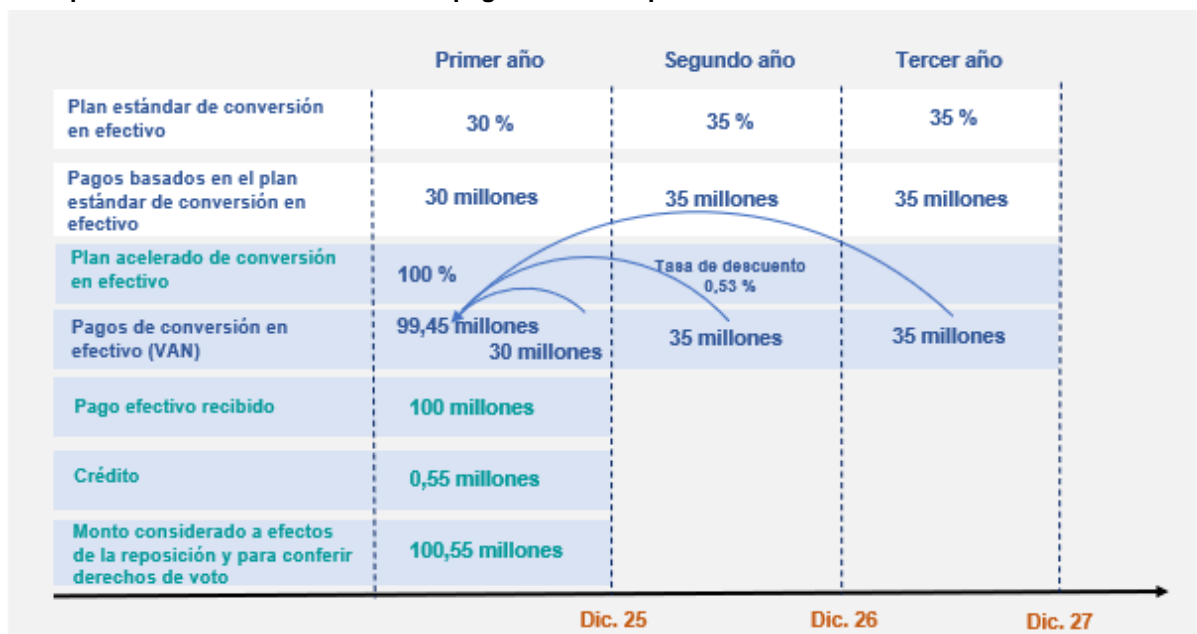 Primer año Segundo año Tercer año
Plan estándar de conversión
en efectivo
30 % 35 % 35 %
Pagos basados en el plan
estándar de conversión en
efectivo
30 millones 35 millones 35 millones
Plan acelerado de conversión
en efectivo
100 %
Tasa de descuento
0,53 %
Pagos de conversión en
efectivo (VAN)
99,45 millones
30 millones 35 millones 35 millones
Pago efectivo recibido
100 millones
Crédito
0,55 millones
Monto considerado a efectos
de la reposición y para conferir
derechos de voto
100,55 millones
Dic. 25 Dic. 26 Dic. 27